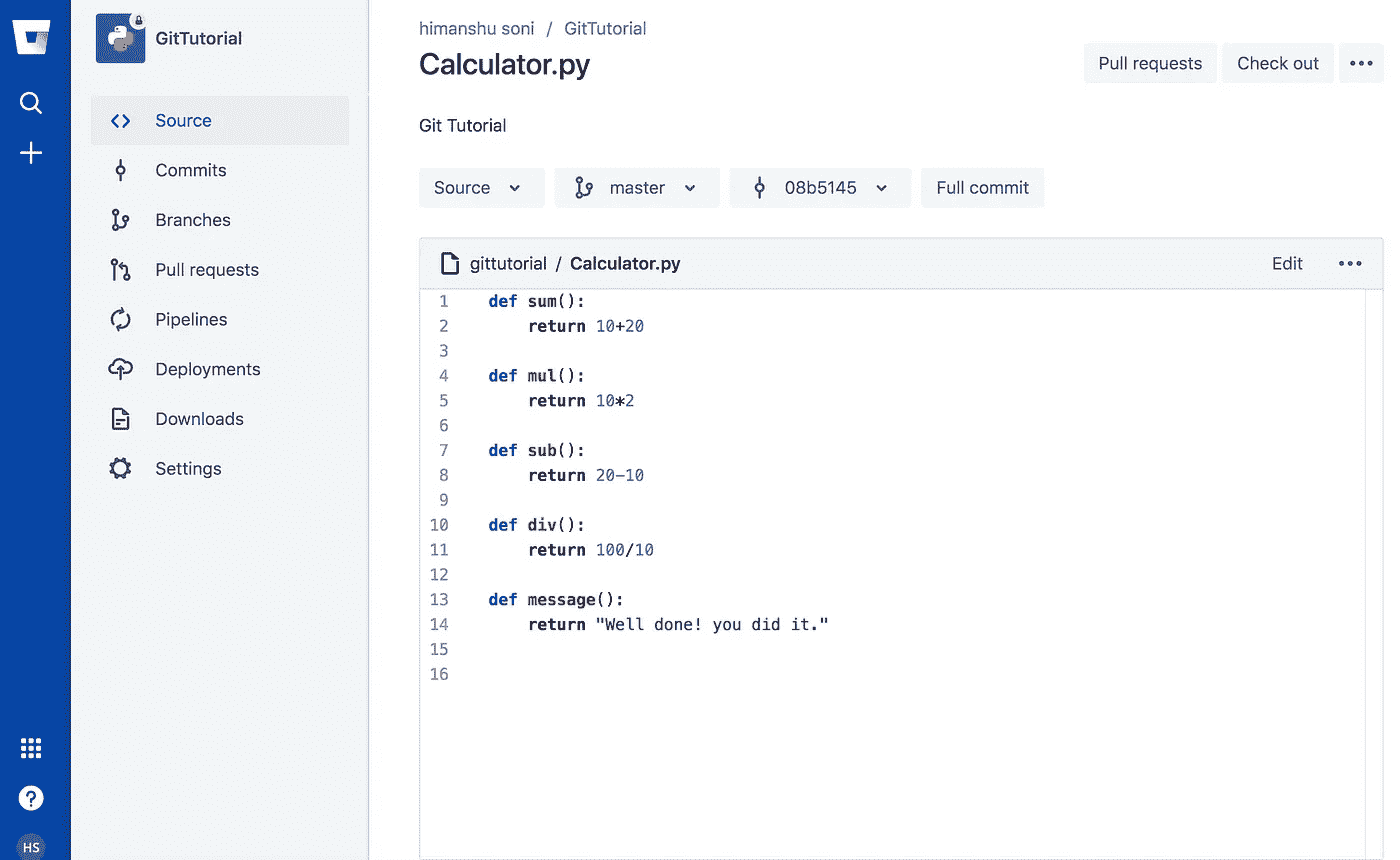 GitTutorial
Source
Commits
Branches
Pull requests
Pipelines
Deployments
Downloads
Settings
?
HS
himanshu soni / GitTutorial
Calculator.py
Pull requests Check out •••
Git Tutorial
Source master 08b5145 Full commit
gittutorial / Calculator.py Edit •••
1 def sum():
2     return 10+20
3
4 def mul():
5     return 10*2
6
7 def sub():
8     return 20-10
9
10 def div():
11     return 100/10
12
13 def message():
14     return "Well done! you did it."
15
16